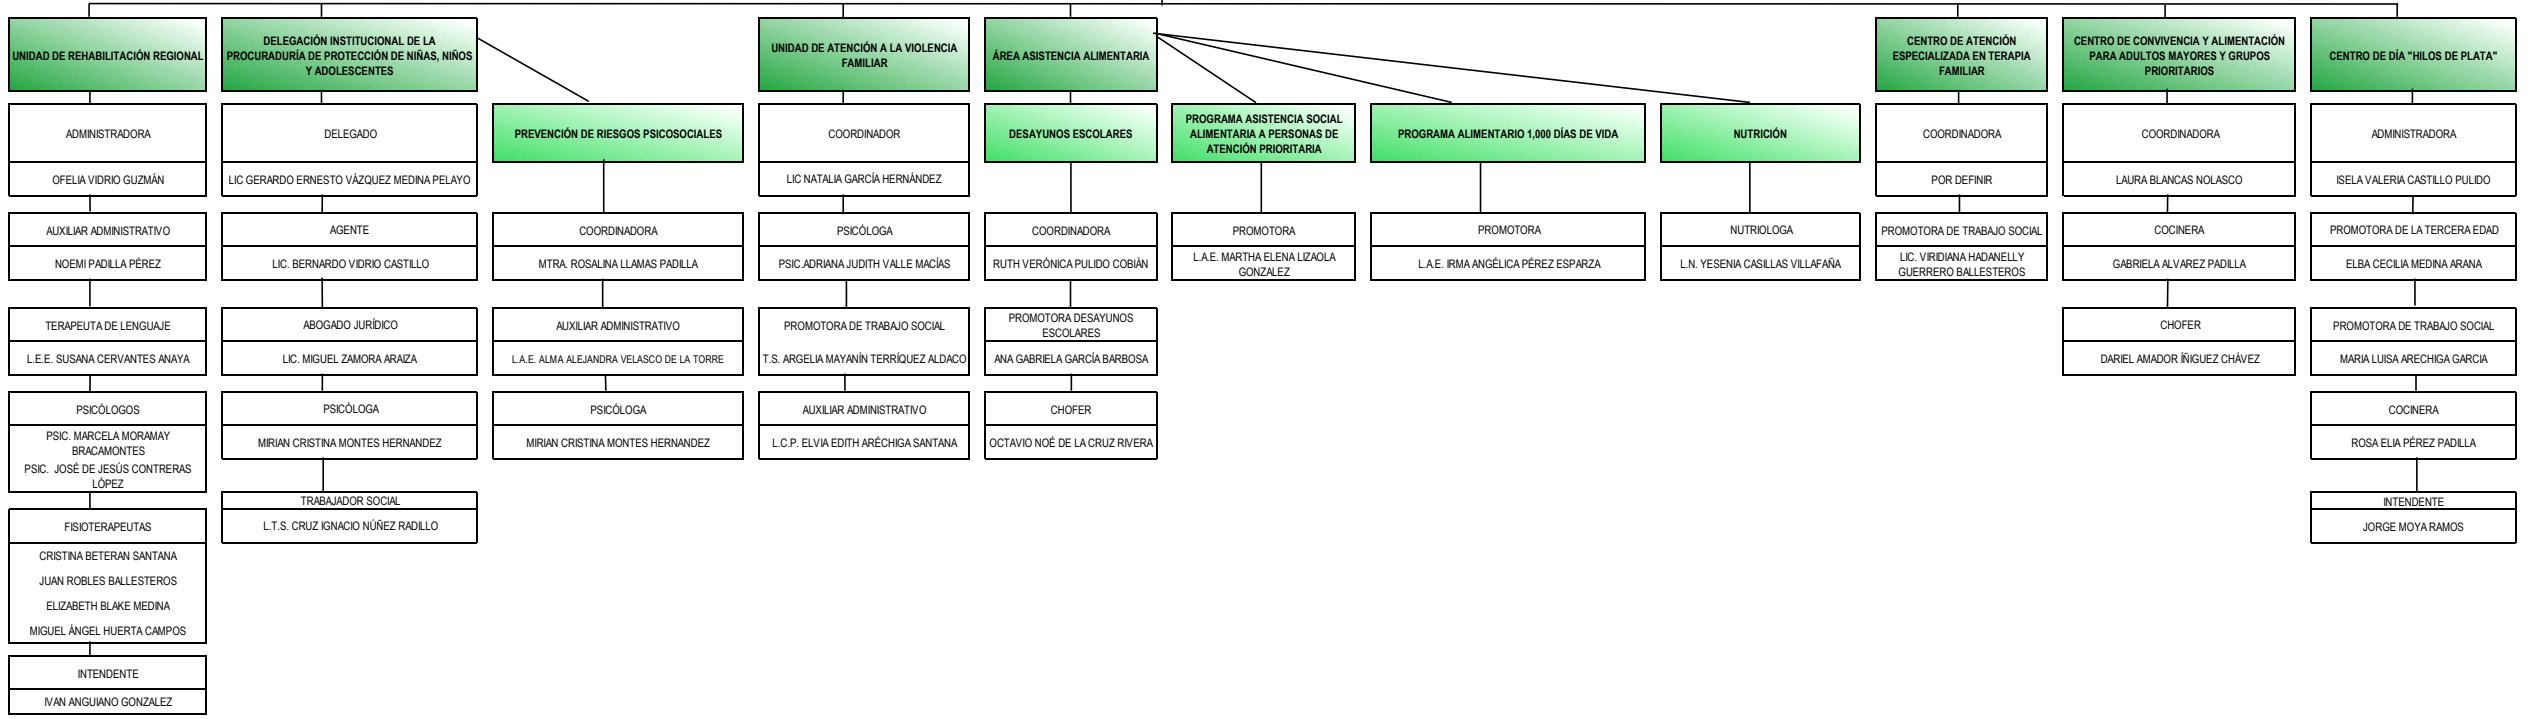 UNIDAD DE REHABILITACIÓN REGIONAL
ADMINISTRADORA
OFELIA VIDRIO GUZMÁN
AUXILIAR ADMINISTRATIVO
NOEMI PADILLA PÉREZ
TERAPEUTA DE LENGUAJE
L.E.E. SUSANA CERVANTES ANAYA
PSICÓLOGOS
PSIC. MARCELA MORAMAY
BRACAMONTES
PSIC. JOSÉ DE JESÚS CONTRERAS
LÓPEZ
FISIOTERAPEUTAS
CRISTINA BETERAN SANTANA
JUAN ROBLES BALLESTEROS
ELIZABETH BLAKE MEDINA
MIGUEL ÁNGEL HUERTA CAMPOS
INTENDENTE
IVAN ANGUIANO GONZALEZ
DELEGACIÓN INSTITUCIONAL DE LA
PROCURADURÍA DE PROTECCIÓN DE NIÑAS, NIÑOS
Y ADOLESCENTES
DELEGADO
LIC GERARDO ERNESTO VÁZQUEZ MEDINA PELAYO
AGENTE
LIC. BERNARDO VIDRIO CASTILLO
ABOGADO JURÍDICO
LIC. MIGUEL ZAMORA ARAIZA
PSICÓLOGA
MIRIAN CRISTINA MONTES HERNANDEZ
TRABAJADOR SOCIAL
L.T.S. CRUZ IGNACIO NÚÑEZ RADILLO
PREVENCIÓN DE RIESGOS PSICOSOCIALES
COORDINADORA
MTRA. ROSALINA LLAMAS PADILLA
AUXILIAR ADMINISTRATIVO
L.A.E. ALMA ALEJANDRA VELASCO DE LA TORRE
PSICÓLOGA
MIRIAN CRISTINA MONTES HERNANDEZ
UNIDAD DE ATENCIÓN A LA VIOLENCIA
FAMILIAR
COORDINADOR
LIC NATALIA GARCÍA HERNÁNDEZ
PSICÓLOGA
PSIC.ADRIANA JUDITH VALLE MACÍAS
PROMOTORA DE TRABAJO SOCIAL
T.S. ARGELIA MAYANÍN TERRÍQUEZ ALDACO
AUXILIAR ADMINISTRATIVO
L.C.P. ELVIA EDITH ARÉCHIGA SANTANA
ÁREA ASISTENCIA ALIMENTARIA
DESAYUNOS ESCOLARES
COORDINADORA
RUTH VERÓNICA PULIDO COBIÁN
PROMOTORA DESAYUNOS
ESCOLARES
ANA GABRIELA GARCÍA BARBOSA
CHOFER
OCTAVIO NOÉ DE LA CRUZ RIVERA
PROGRAMA ASISTENCIA SOCIAL
ALIMENTARIA A PERSONAS DE
ATENCIÓN PRIORITARIA
PROMOTORA
L.A.E. MARTHA ELENA LIZAOLA
GONZALEZ
PROGRAMA ALIMENTARIO 1,000 DÍAS DE VIDA
PROMOTORA
L.A.E. IRMA ANGÉLICA PÉREZ ESPARZA
NUTRICIÓN
NUTRIOLOGA
L.N. YESENIA CASILLAS VILLAFAÑA
CENTRO DE ATENCIÓN
ESPECIALIZADA EN TERAPIA
FAMILIAR
COORDINADORA
POR DEFINIR
PROMOTORA DE TRABAJO SOCIAL
LIC. VIRIDIANA HADANELLY
GUERRERO BALLESTEROS
CENTRO DE CONVIVENCIA Y ALIMENTACIÓN
PARA ADULTOS MAYORES Y GRUPOS
PRIORITARIOS
COORDINADORA
LAURA BLANCAS NOLASCO
COCINERA
GABRIELA ALVAREZ PADILLA
CHOFER
DARIEL AMADOR ÍÑIGUEZ CHÁVEZ
CENTRO DE DÍA "HILOS DE PLATA"
ADMINISTRADORA
ISELA VALERIA CASTILLO PULIDO
PROMOTORA DE LA TERCERA EDAD
ELBA CECILIA MEDINA ARANA
PROMOTORA DE TRABAJO SOCIAL
MARIA LUISA ARECHIGA GARCIA
COCINERA
ROSA ELIA PÉREZ PADILLA
INTENDENTE
JORGE MOYA RAMOS